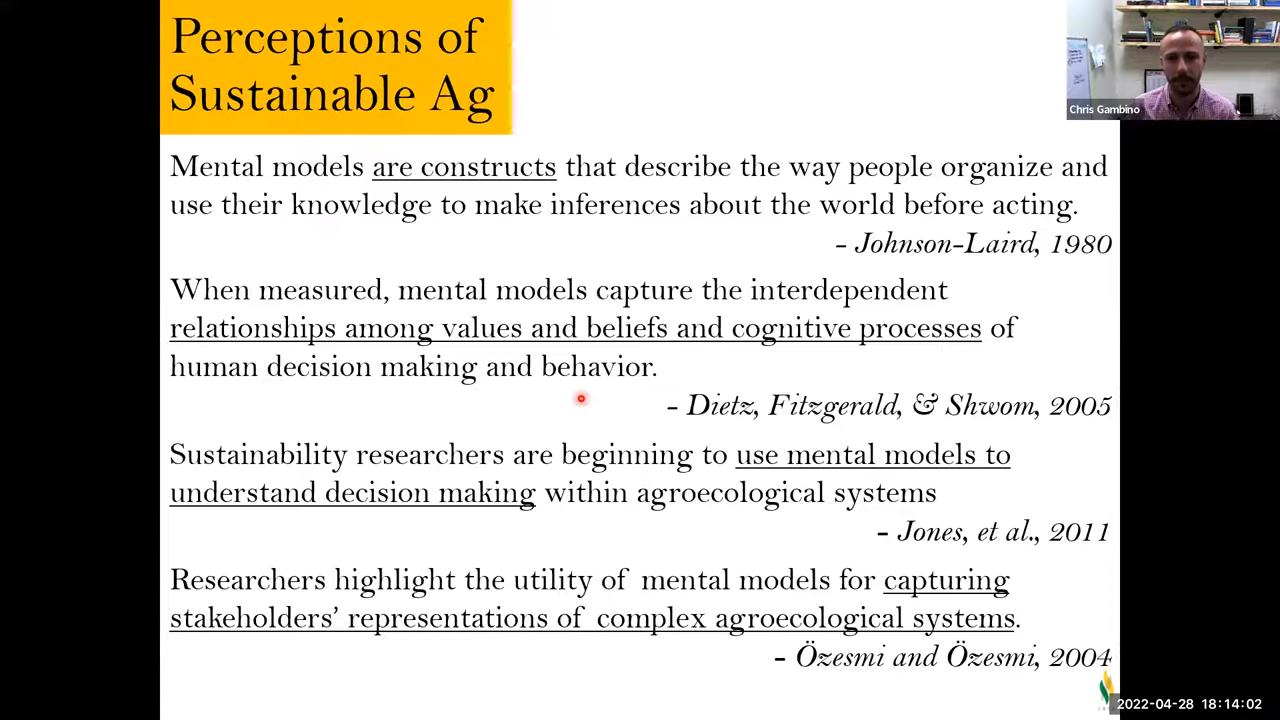 Perceptions of
Sustainable Ag
Chris Gambino
Mental models are constructs that describe the way people organize and
use their knowledge to make inferences about the world before acting.
- Johnson-Laird, 1980
When measured, mental models capture the interdependent
relationships among values and beliefs and cognitive processes of
human decision making and behavior.
- Dietz, Fitzgerald, & Shwom, 2005
Sustainability researchers are beginning to use mental models to
understand decision making within agroecological systems
- Jones, et al., 2011
Researchers highlight the utility of mental models for capturing
stakeholders’ representations of complex agroecological systems.
- Özesmi and Özesmi, 2004
2022-04-28 18:14:02